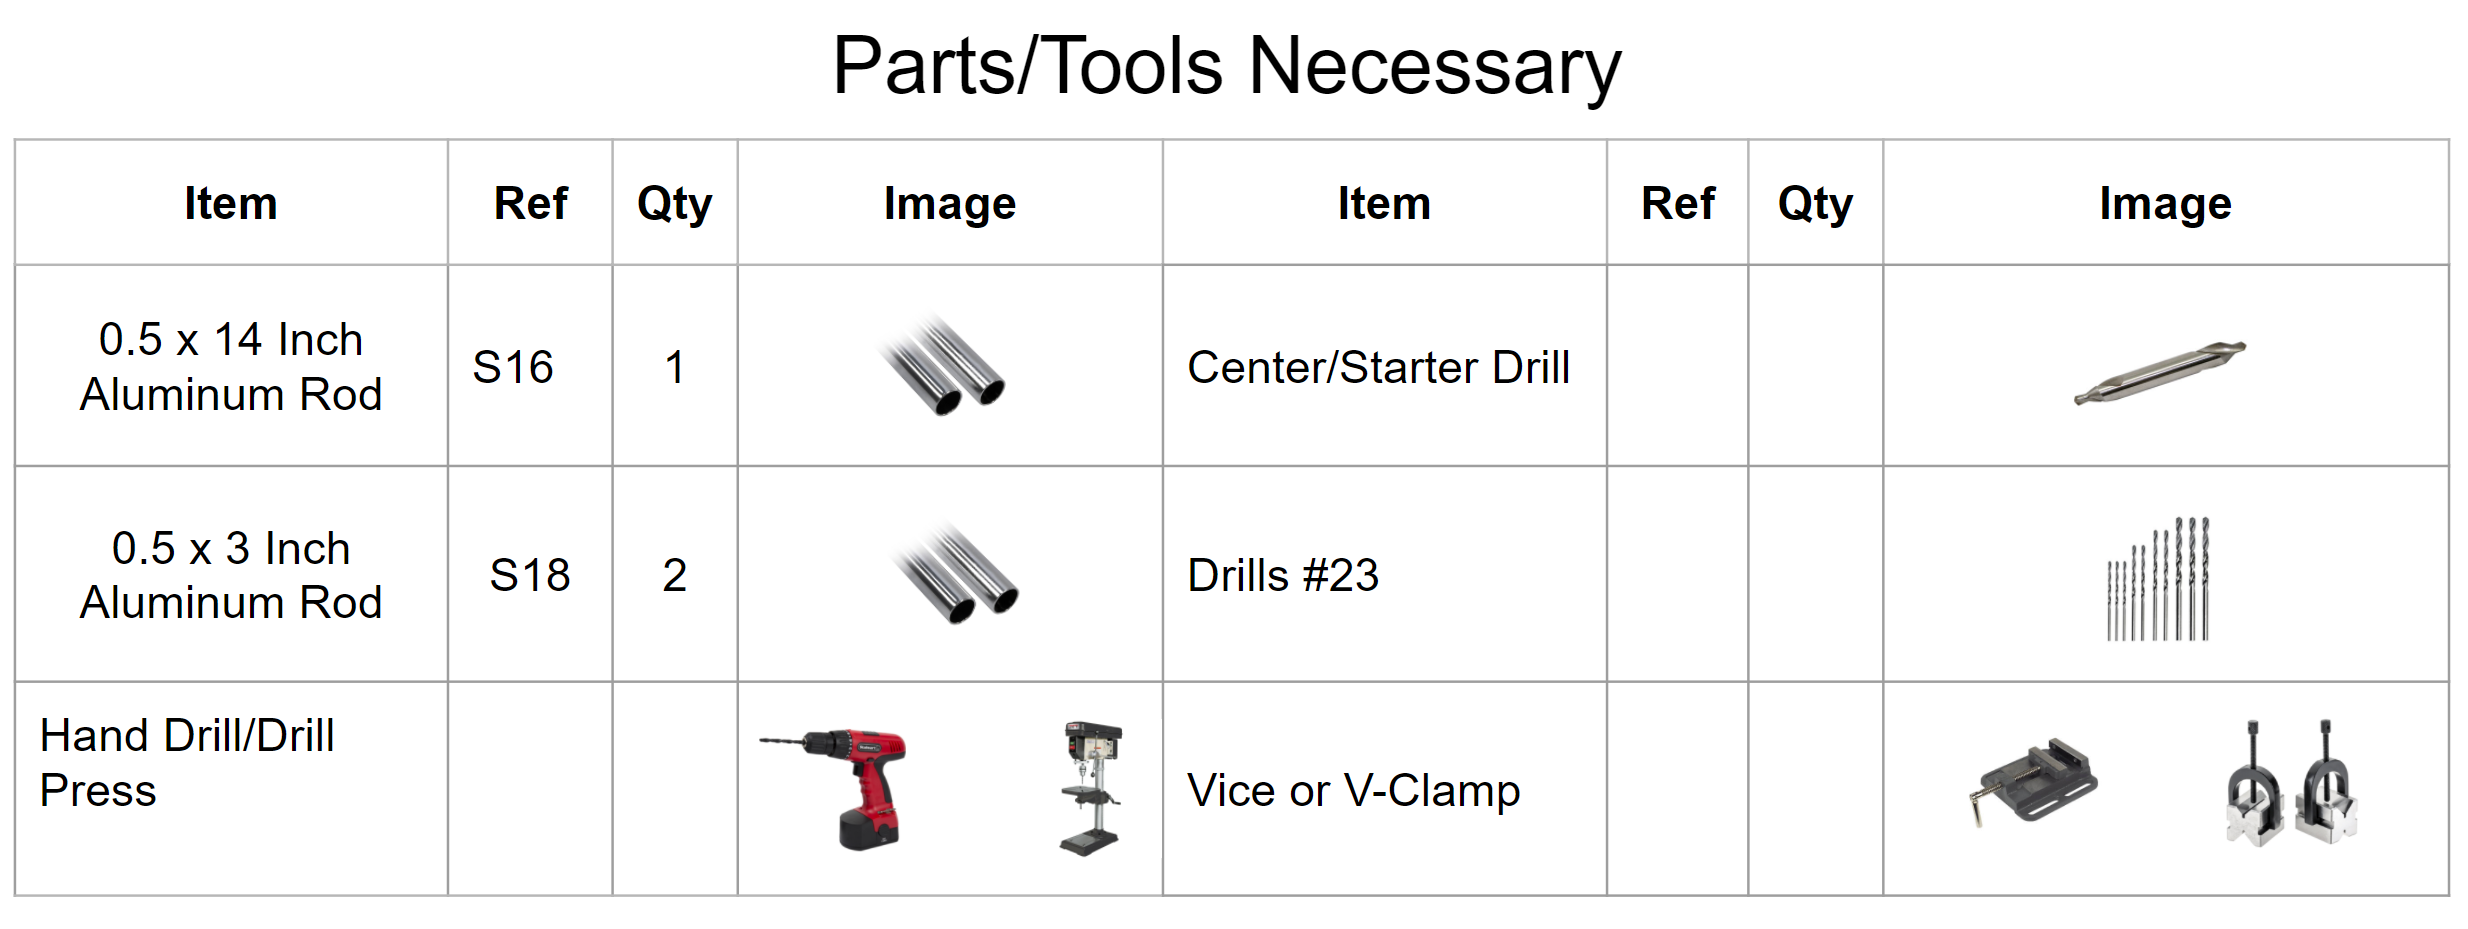 Parts/Tools Necessary
Item Ref Qty Image Item Ref Qty Image
0.5 x 14 Inch
Aluminum Rod
S16
1
Center/Starter Drill
0.5 x 3 Inch
Aluminum Rod
S18
2
Drills #23
Hand Drill/Drill
Press
Vice or V-Clamp